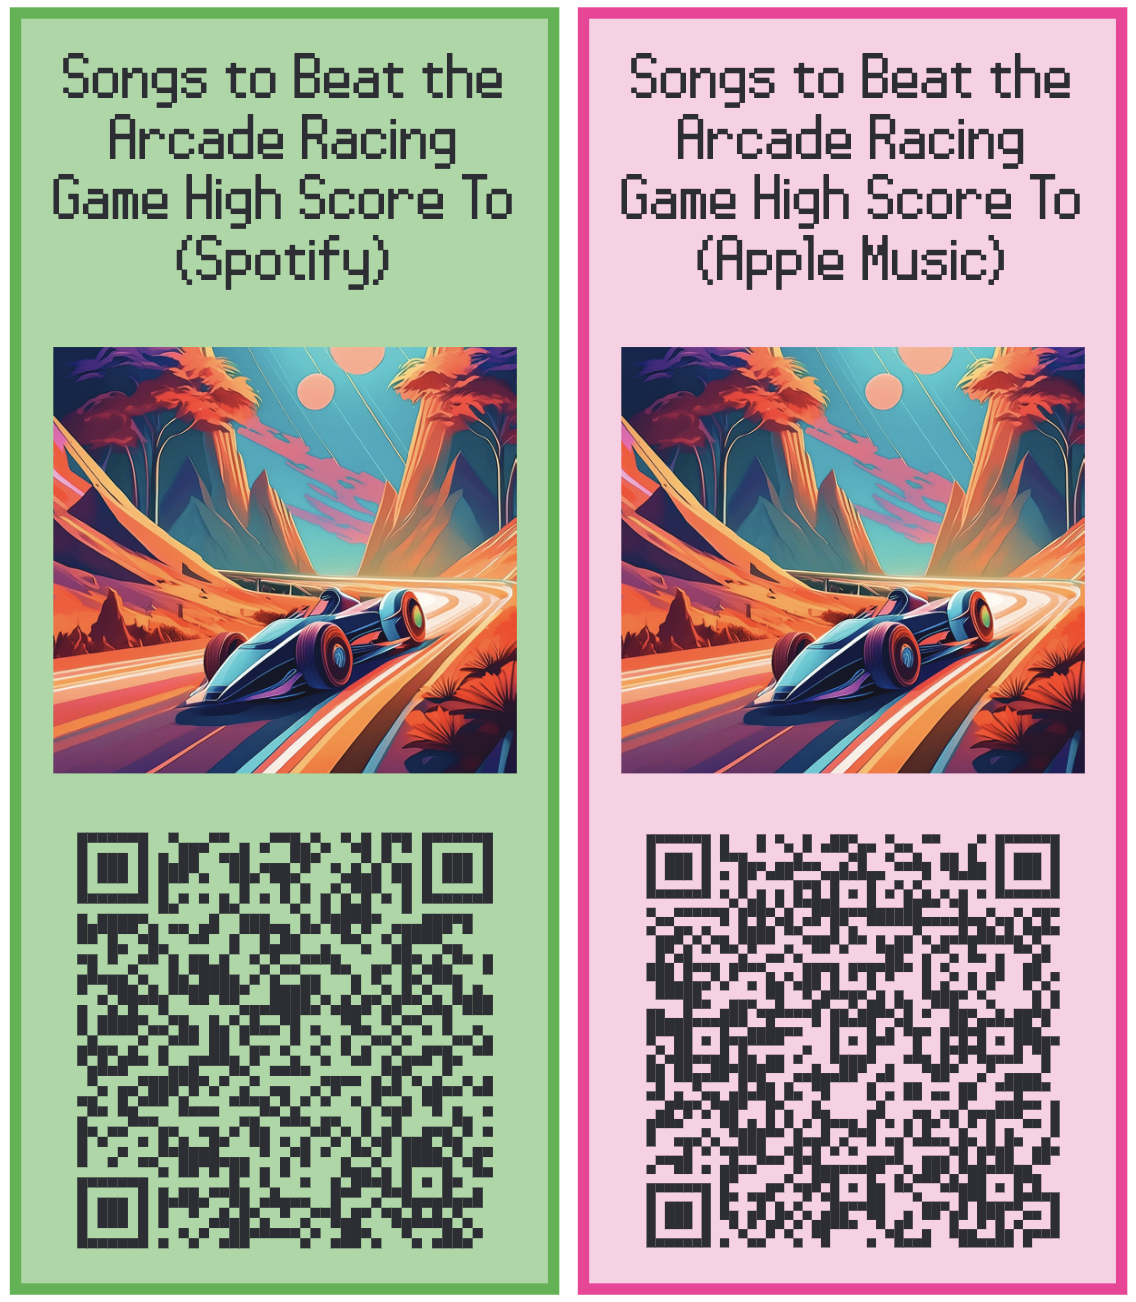 Songs to Beat the
Arcade Racing
Game High Score To
(Spotify)
Songs to Beat the
Arcade Racing
Game High Score To
(Apple Music)